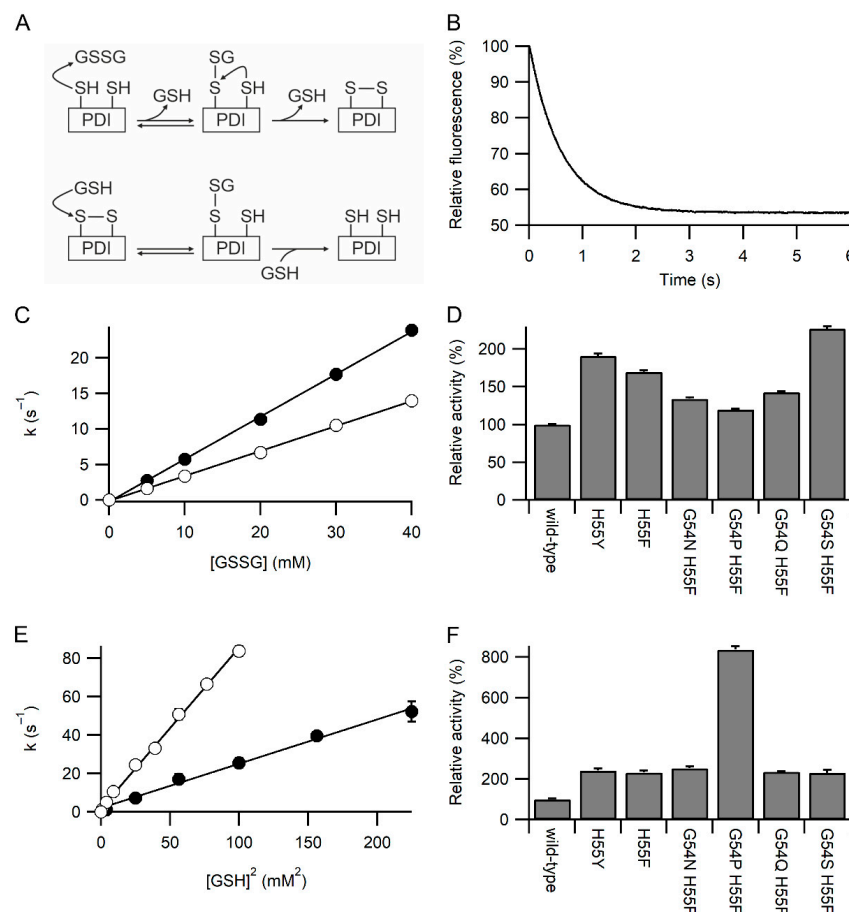 A
GSSG
SH SH
PDI
GSH
SG
S SH
PDI
GSH
S–S
PDI
GSH
S–S
PDI
SG
S SH
PDI
GSH
SH SH
PDI
B
Relative fluorescence (%)
100
90
80
70
60
50
0 1 2 3 4 5 6
Time (s)
C
k (s⁻¹)
20
15
10
5
0
0 10 20 30 40
[GSSG] (mM)
D
Relative activity (%)
200
150
100
50
0
wild-type
H55Y
H55F
G54N H55F
G54P H55F
G54Q H55F
G54S H55F
E
k (s⁻¹)
80
60
40
20
0
0 50 100 150 200
[GSH]² (mM²)
F
Relative activity (%)
800
600
400
200
0
wild-type
H55Y
H55F
G54N H55F
G54P H55F
G54Q H55F
G54S H55F